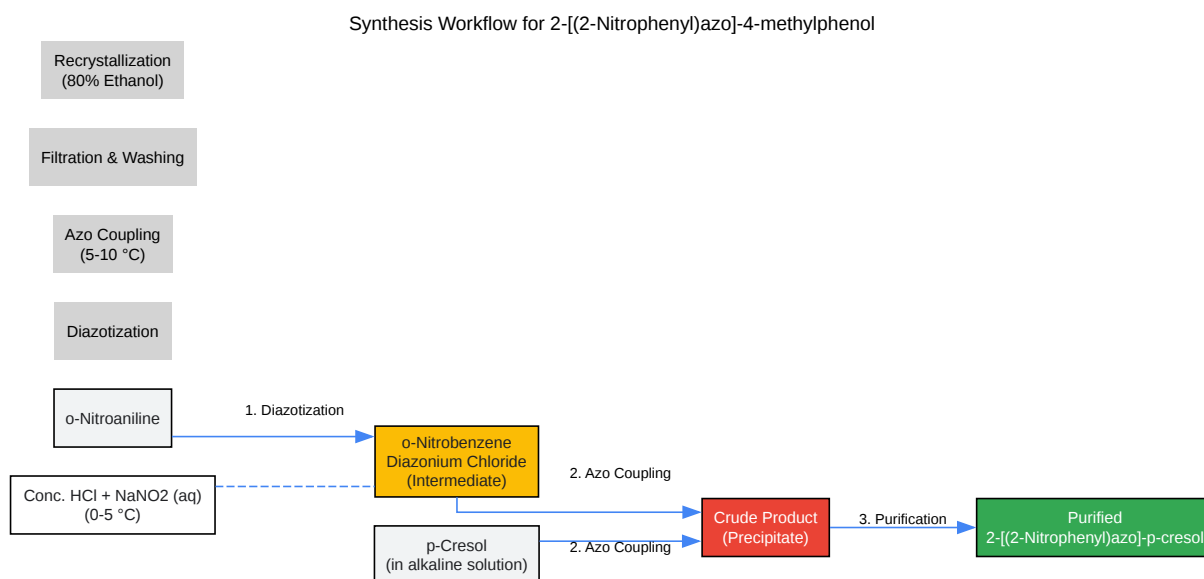 Synthesis Workflow for 2-[(2-Nitrophenyl)azo]-4-methylphenol
Recrystallization
(80% Ethanol)
Filtration & Washing
Azo Coupling
(5-10 °C)
Diazotization
o-Nitroaniline
1. Diazotization
Conc. HCl + NaNO2 (aq)
(0-5 °C)
o-Nitrobenzene
Diazonium Chloride
(Intermediate)
2. Azo Coupling
p-Cresol
(in alkaline solution)
2. Azo Coupling
Crude Product
(Precipitate)
3. Purification
Purified
2-[(2-Nitrophenyl)azo]-p-cresol